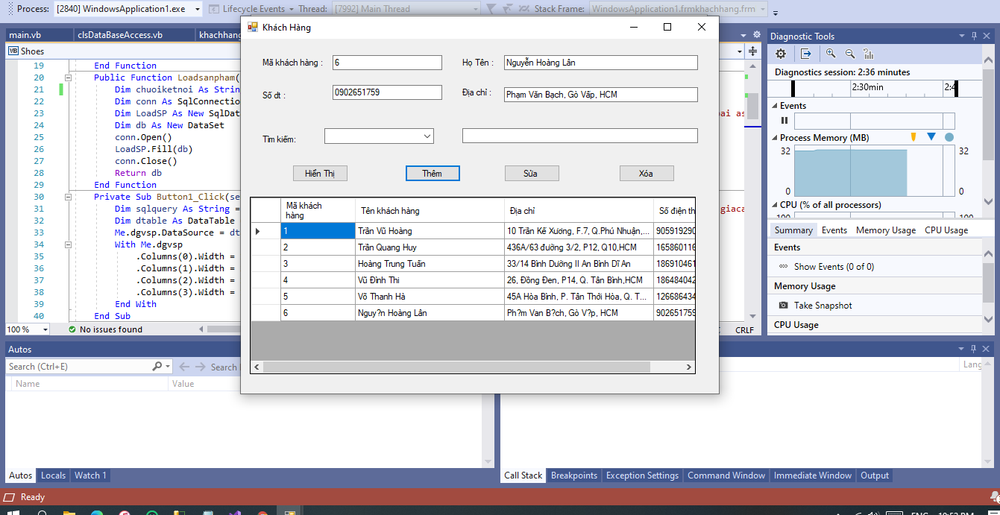 Process: [2840] WindowsApplication1.exe Lifecycle Events Thread: [7992] Main Thread Stack Frame: WindowsApplication1.frmkhachhang.frm
main.vb clsDataBaseAccess.vb khachhang
Khách Hàng
Diagnostic Tools
Shoes
Diagnostics session: 2:36 minutes
2:30min 2:4
Events
Process Memory (MB)
32 32
0 0
CPU (% of all processors)
100 100
Summary Events Memory Usage CPU Usage
Events
Show Events (0 of 0)
Memory Usage
Take Snapshot
CPU Usage
19 End Function
20 Public Function Loadsanpham(
21 Dim chuoiketnoi As Strin
22 Dim conn As SqlConnection
23 Dim LoadSP As New SqlDat
24 Dim db As New DataSet
25 conn.Open()
26 LoadSP.Fill(db)
27 conn.Close()
28 Return db
29 End Function
30 Private Sub Button1_Click(se
31 Dim sqlquery As String =
32 Dim dtable As DataTable
33 Me.dgvsp.DataSource = dt
34 With Me.dgvsp
35 .Columns(0).Width =
36 .Columns(1).Width =
37 .Columns(2).Width =
38 .Columns(3).Width =
39 End With
40 End Sub
ai as
giaca
100 % No issues found
CRLF
Mã khách hàng : 6 Họ Tên : Nguyễn Hoàng Lân
Số dt : 0902651759 Địa chỉ : Phạm Văn Bạch, Gò Vấp, HCM
Tìm kiếm:
Hiển Thị Thêm Sửa Xóa
Mã khách hàng Tên khách hàng Địa chỉ Số điện th
1 Trần Vũ Hoàng 10 Trần Kế Xương, F.7, Q.Phú Nhuận,... 905919290
2 Trần Quang Huy 436A/63 đường 3/2, P12, Q10,HCM 165860116
3 Hoàng Trung Tuấn 33/14 Bình Dường II An Bình Dĩ An 186910461
4 Vũ Đình Thi 26, Đồng Đen, P14, Q. Tân Bình,HCM 186484042
5 Võ Thanh Hà 45A Hòa Bình, P. Tân Thới Hòa, Q. T... 126686434
6 Nguy?n Hoàng Lân Ph?m Van B?ch, Gò V?p, HCM 902651759
Autos
Search (Ctrl+E) Search
Name Value
Lang
Autos Locals Watch 1
Call Stack Breakpoints Exception Settings Command Window Immediate Window Output
Ready